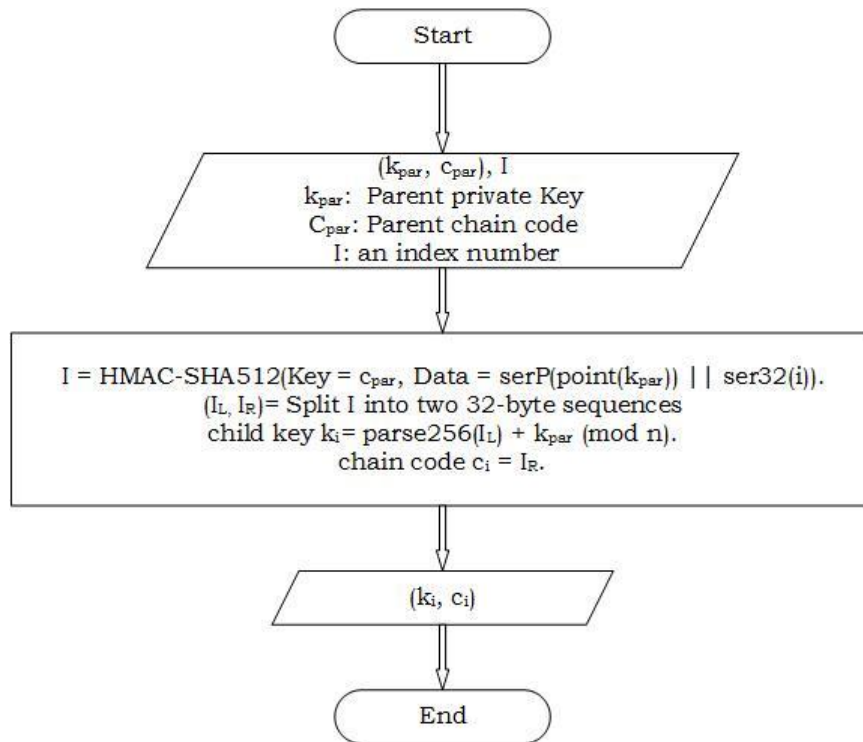 Start
(kpar, cpar), I
kpar: Parent private Key
Cpar: Parent chain code
I: an index number
I = HMAC-SHA512(Key = cpar, Data = serP(point(kpar)) || ser32(i)).
(IL, IR)= Split I into two 32-byte sequences
child key ki= parse256(IL) + kpar (mod n).
chain code ci = IR.
(ki, ci)
End